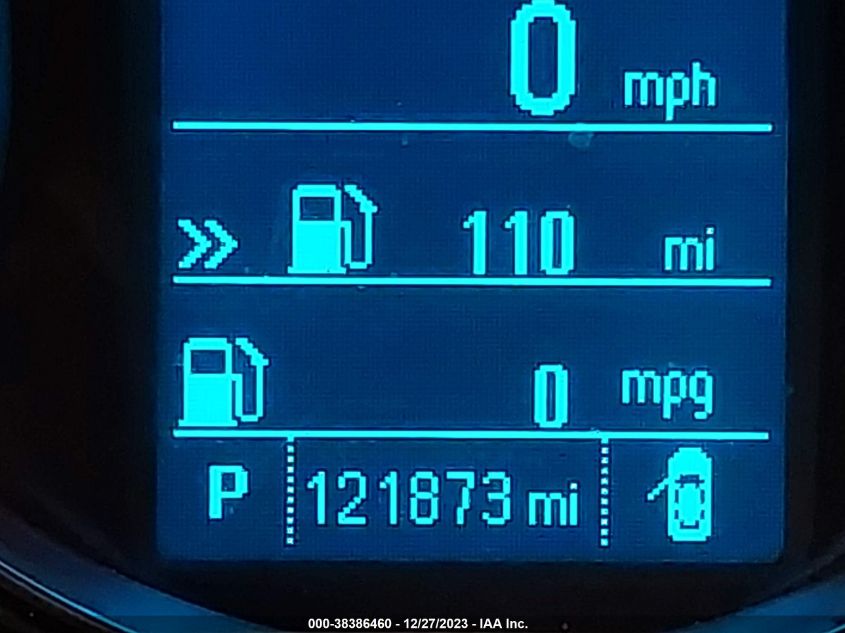 0 mph
110 mi
0 mpg
P 121873 mi
000-38386460 - 12/27/2023 - IAA Inc.